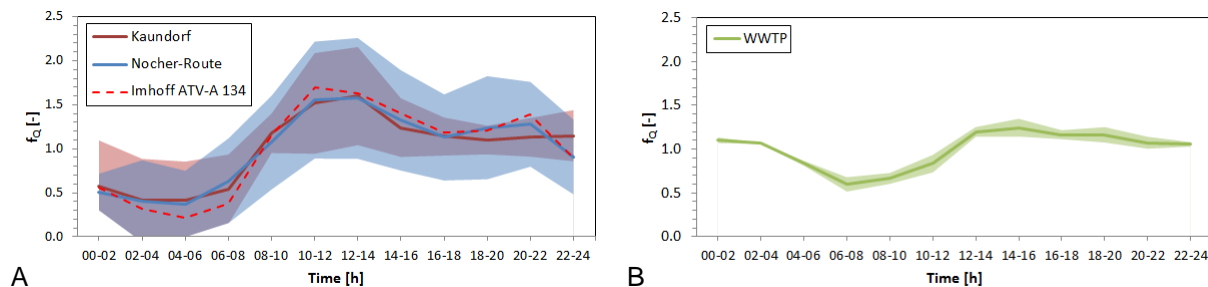 2.5
2.0
1.5
1.0
0.5
0.0
fQ [-]
Kaundorf
Nocher-Route
Imhoff ATV-A 134
00-02 02-04 04-06 06-08 08-10 10-12 12-14 14-16 16-18 18-20 20-22 22-24
Time [h]
A
2.5
2.0
1.5
1.0
0.5
0.0
fQ [-]
WWTP
00-02 02-04 04-06 06-08 08-10 10-12 12-14 14-16 16-18 18-20 20-22 22-24
Time [h]
B